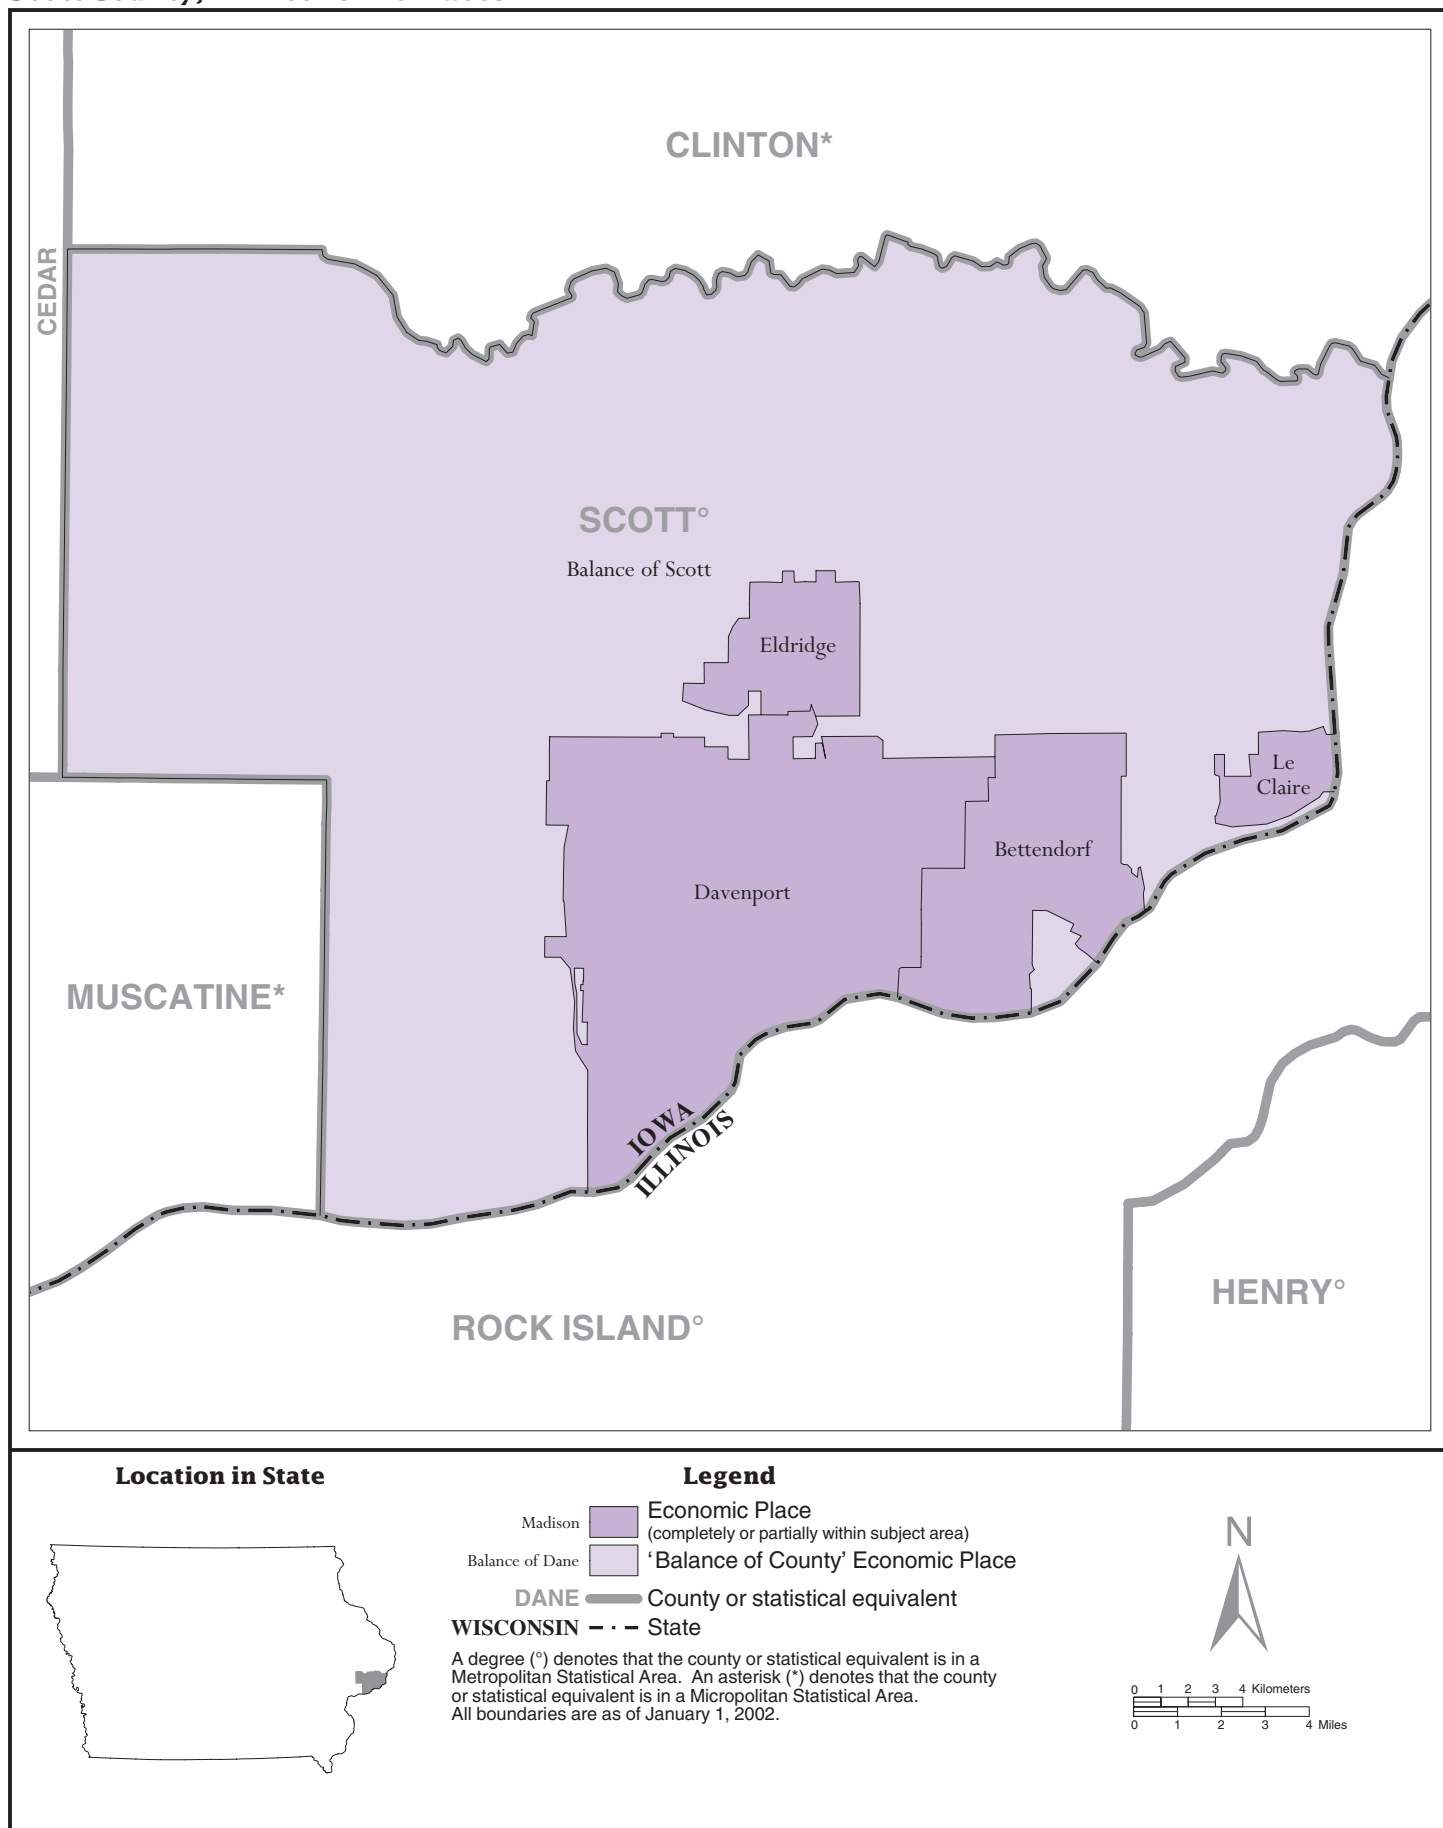 CLINTON*
CEDAR
SCOTT°
Balance of Scott
Eldridge
Le
Claire
Bettendorf
Davenport
MUSCATINE*
IOWA
ILLINOIS
HENRY°
ROCK ISLAND°
Location in State
Legend
Madison
Economic Place
(completely or partially within subject area)
Balance of Dane
‘Balance of County’ Economic Place
DANE
County or statistical equivalent
WISCONSIN
State
A degree (°) denotes that the county or statistical equivalent is in a
Metropolitan Statistical Area. An asterisk (*) denotes that the county
or statistical equivalent is in a Micropolitan Statistical Area.
All boundaries are as of January 1, 2002.
N
0 1 2 3 4 Kilometers
0 1 2 3 4 Miles